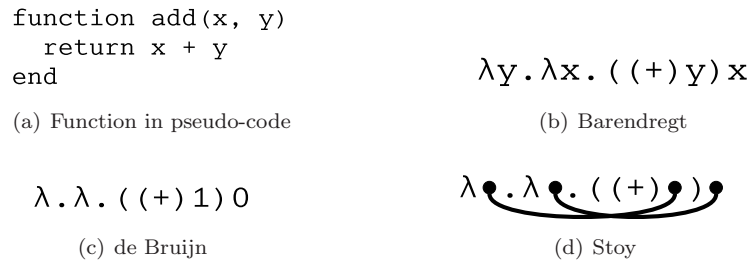 function add(x, y)
  return x + y
end
(a) Function in pseudo-code
λy.λx.((+)y)x
(b) Barendregt
λ.λ.((+)1)0
(c) de Bruijn
λ●.λ●.((+)●)●
(d) Stoy